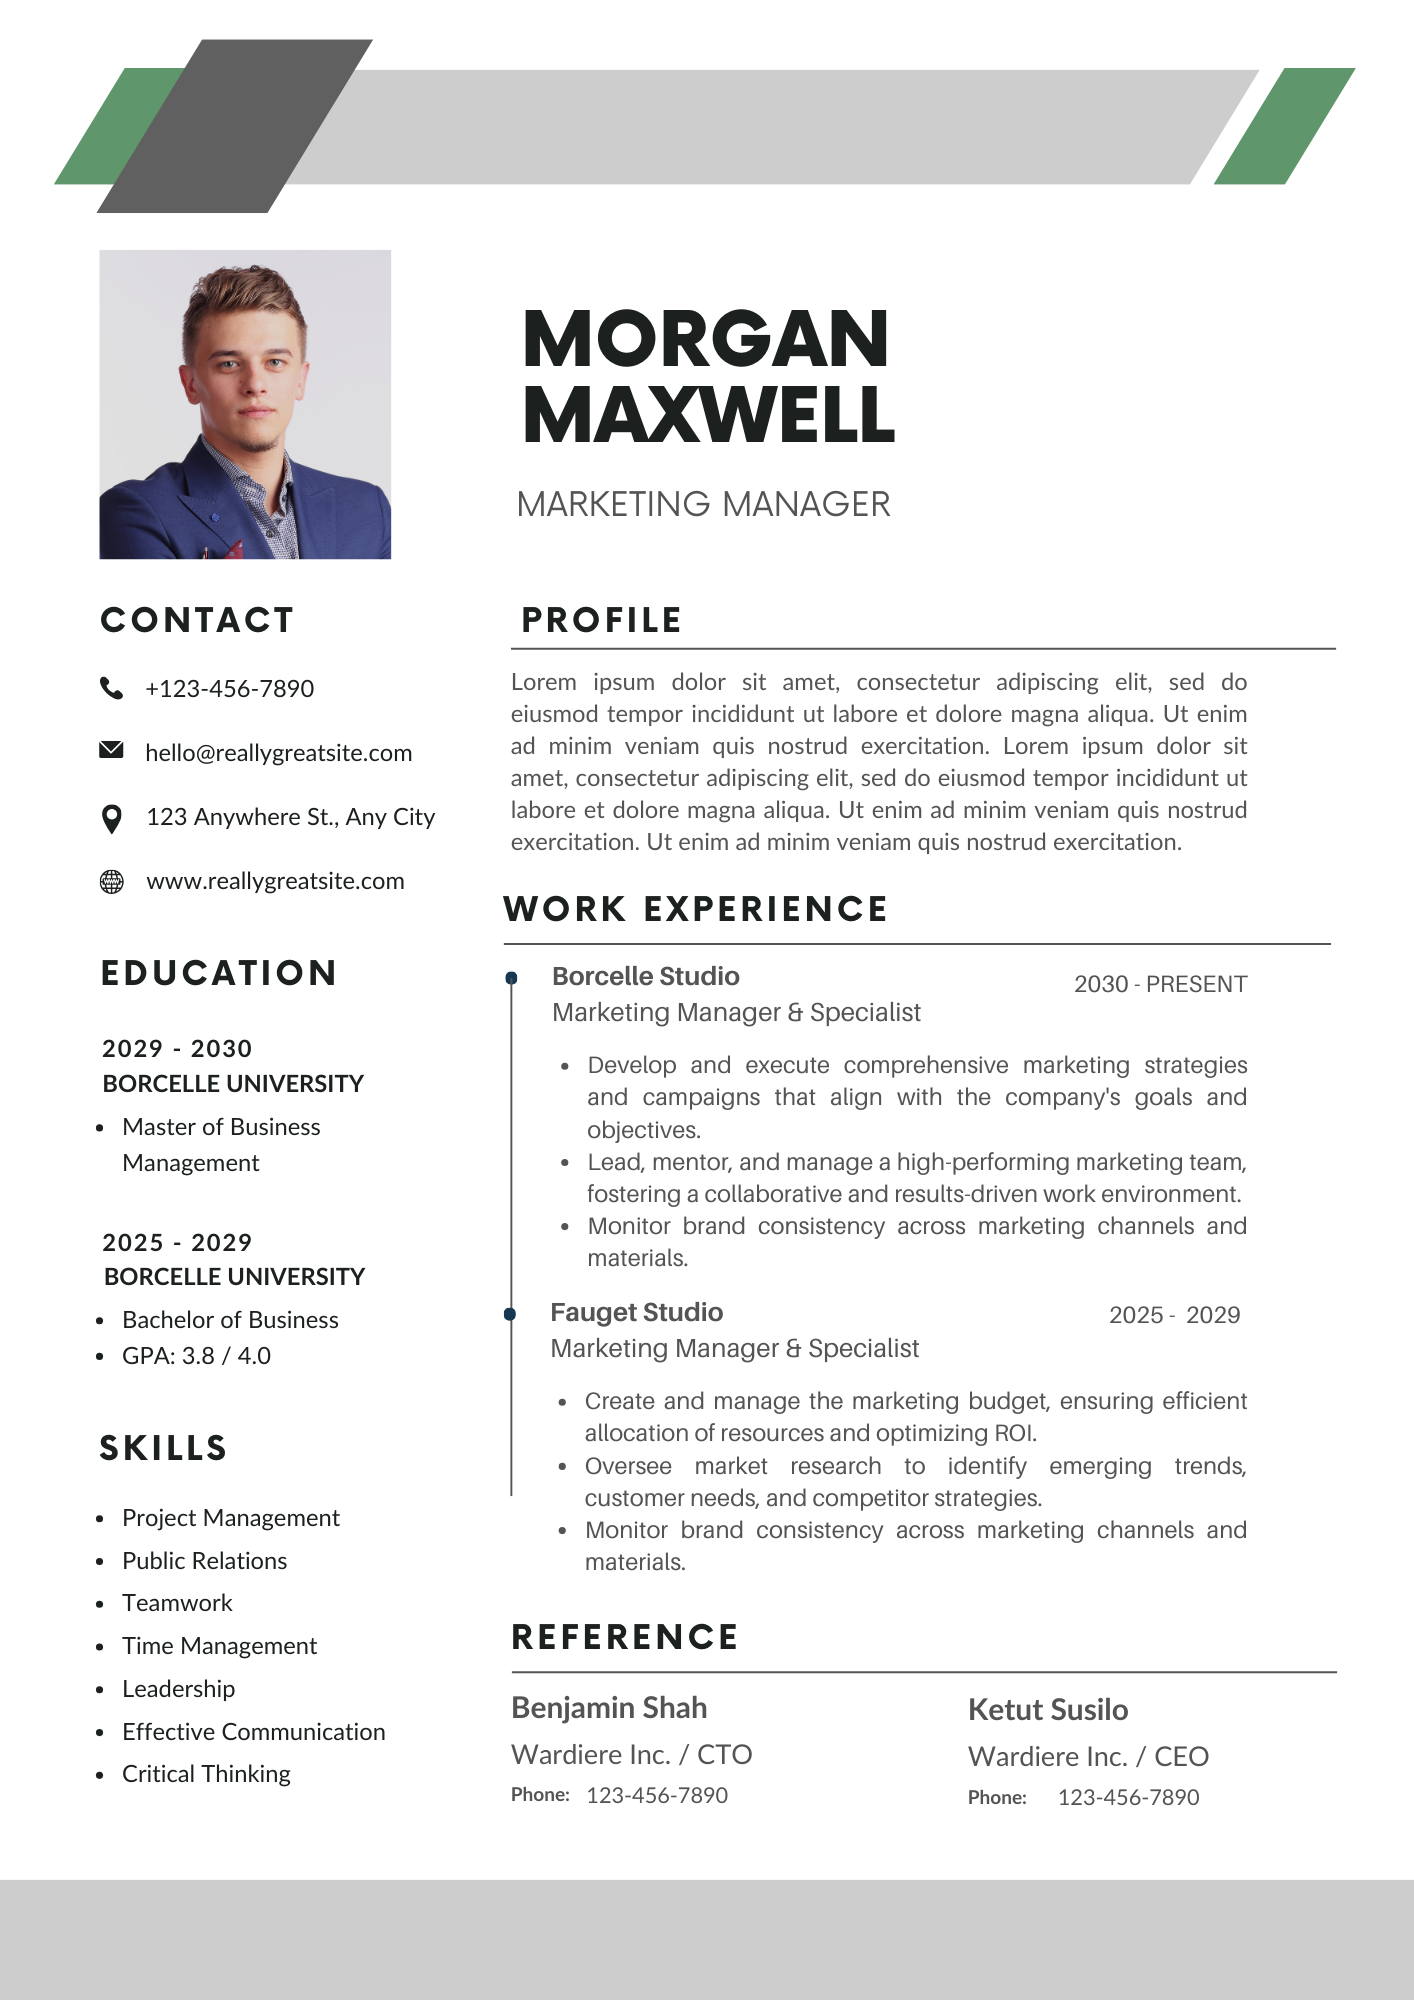 MORGAN
MAXWELL
MARKETING MANAGER
CONTACT
+123-456-7890
hello@reallygreatsite.com
123 Anywhere St., Any City
www.reallygreatsite.com
EDUCATION
2029 - 2030
BORCELLE UNIVERSITY
• Master of Business
Management
2025 - 2029
BORCELLE UNIVERSITY
• Bachelor of Business
• GPA: 3.8 / 4.0
SKILLS
• Project Management
• Public Relations
• Teamwork
• Time Management
• Leadership
• Effective Communication
• Critical Thinking
PROFILE
Lorem ipsum dolor sit amet, consectetur adipiscing elit, sed do
eiusmod tempor incididunt ut labore et dolore magna aliqua. Ut enim
ad minim veniam quis nostrud exercitation. Lorem ipsum dolor sit
amet, consectetur adipiscing elit, sed do eiusmod tempor incididunt ut
labore et dolore magna aliqua. Ut enim ad minim veniam quis nostrud
exercitation. Ut enim ad minim veniam quis nostrud exercitation.
WORK EXPERIENCE
Borcelle Studio 2030 - PRESENT
Marketing Manager & Specialist
• Develop and execute comprehensive marketing strategies
and campaigns that align with the company's goals and
objectives.
• Lead, mentor, and manage a high-performing marketing team,
fostering a collaborative and results-driven work environment.
• Monitor brand consistency across marketing channels and
materials.
Fauget Studio 2025 - 2029
Marketing Manager & Specialist
• Create and manage the marketing budget, ensuring efficient
allocation of resources and optimizing ROI.
• Oversee market research to identify emerging trends,
customer needs, and competitor strategies.
• Monitor brand consistency across marketing channels and
materials.
REFERENCE
Benjamin Shah
Wardiere Inc. / CTO
Phone: 123-456-7890
Ketut Susilo
Wardiere Inc. / CEO
Phone: 123-456-7890